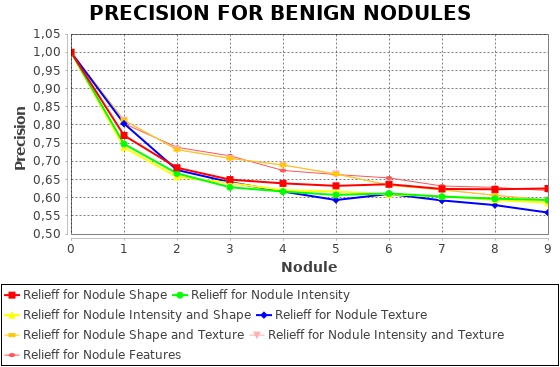 PRECISION FOR BENIGN NODULES
1,05
1,00
0,95
0,90
0,85
0,80
0,75
0,70
0,65
0,60
0,55
0,50
Precision
0 1 2 3 4 5 6 7 8 9
Nodule
Relieff for Nodule Shape Relieff for Nodule Intensity
Relieff for Nodule Intensity and Shape Relieff for Nodule Texture
Relieff for Nodule Shape and Texture Relieff for Nodule Intensity and Texture
Relieff for Nodule Features